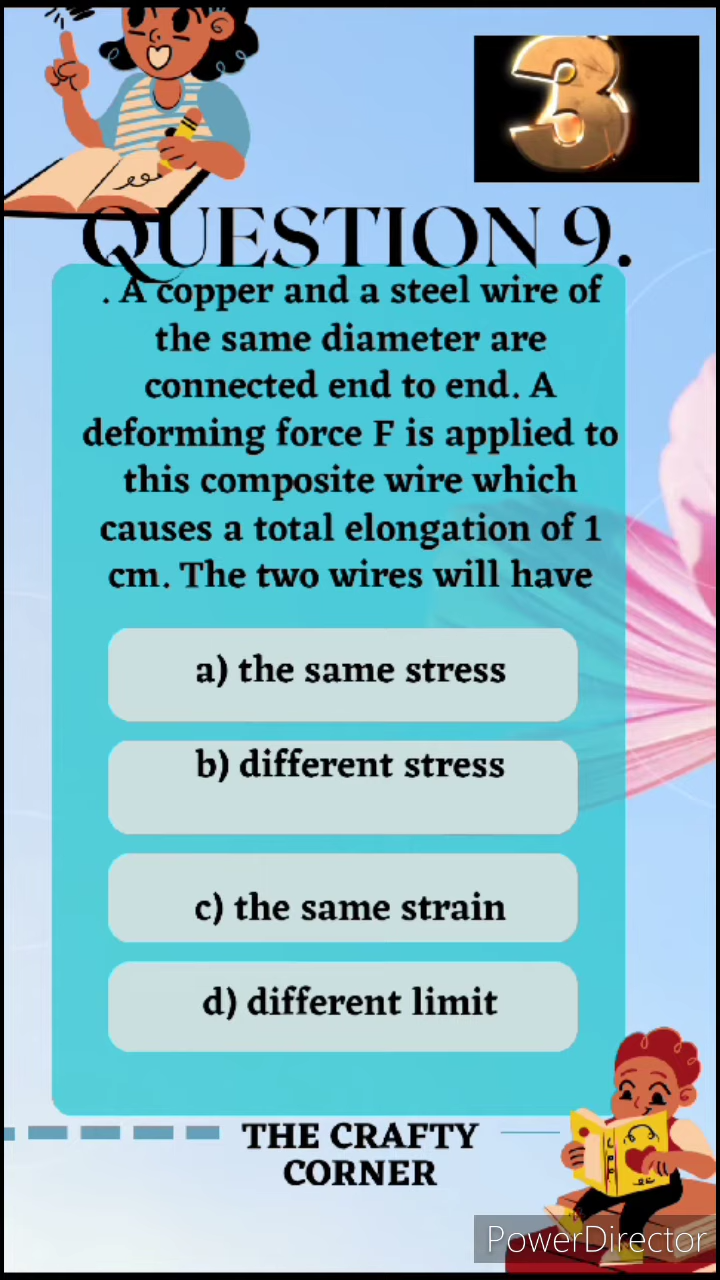 3
QUESTION 9.
. A copper and a steel wire of
the same diameter are
connected end to end. A
deforming force F is applied to
this composite wire which
causes a total elongation of 1
cm. The two wires will have
a) the same stress
b) different stress
c) the same strain
d) different limit
THE CRAFTY
CORNER
PowerDirector